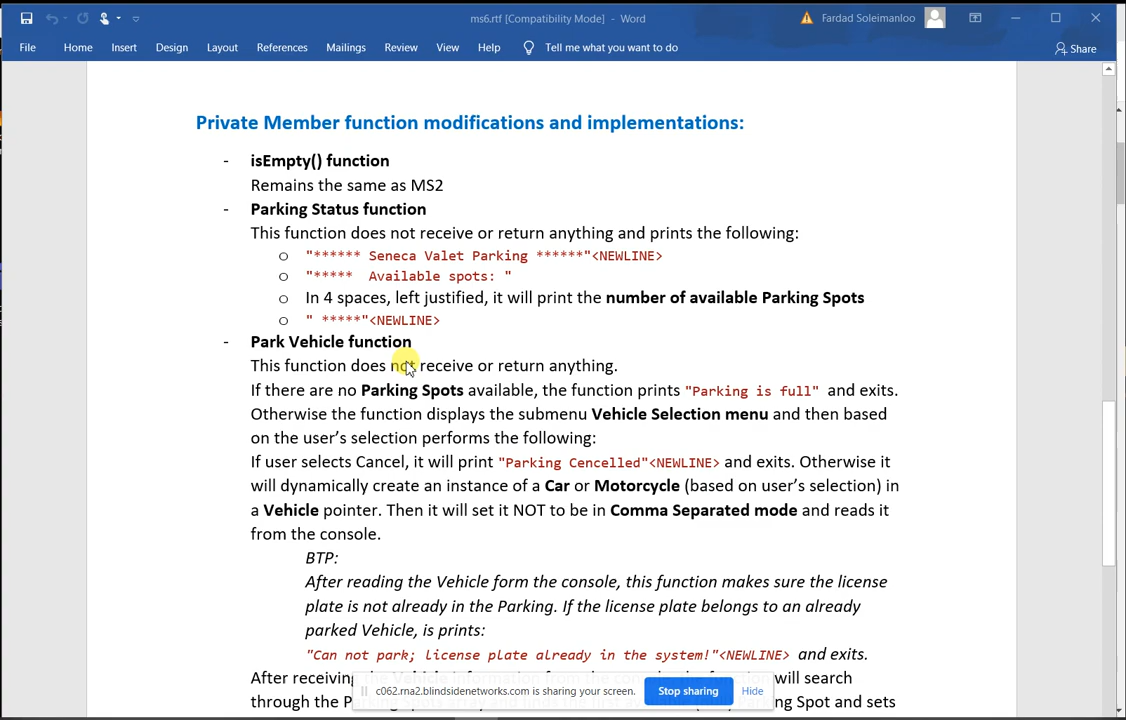 ms6.rtf [Compatibility Mode] - Word
Fardad Soleimanloo
File Home Insert Design Layout References Mailings Review View Help Tell me what you want to do Share
Private Member function modifications and implementations:
- isEmpty() function
Remains the same as MS2
- Parking Status function
This function does not receive or return anything and prints the following:
o "****** Seneca Valet Parking ******"<NEWLINE>
o "***** Available spots: "
o In 4 spaces, left justified, it will print the number of available Parking Spots
o " *****"<NEWLINE>
- Park Vehicle function
This function does not receive or return anything.
If there are no Parking Spots available, the function prints "Parking is full" and exits.
Otherwise the function displays the submenu Vehicle Selection menu and then based
on the user's selection performs the following:
If user selects Cancel, it will print "Parking Cencelled"<NEWLINE> and exits. Otherwise it
will dynamically create an instance of a Car or Motorcycle (based on user's selection) in
a Vehicle pointer. Then it will set it NOT to be in Comma Separated mode and reads it
from the console.
BTP:
After reading the Vehicle form the console, this function makes sure the license
plate is not already in the Parking. If the license plate belongs to an already
parked Vehicle, is prints:
"Can not park; license plate already in the system!"<NEWLINE> and exits.
After receiving the will search
c062.rna2.blindsidenetworks.com is sharing your screen. Stop sharing Hide
through the Parking Spot and sets